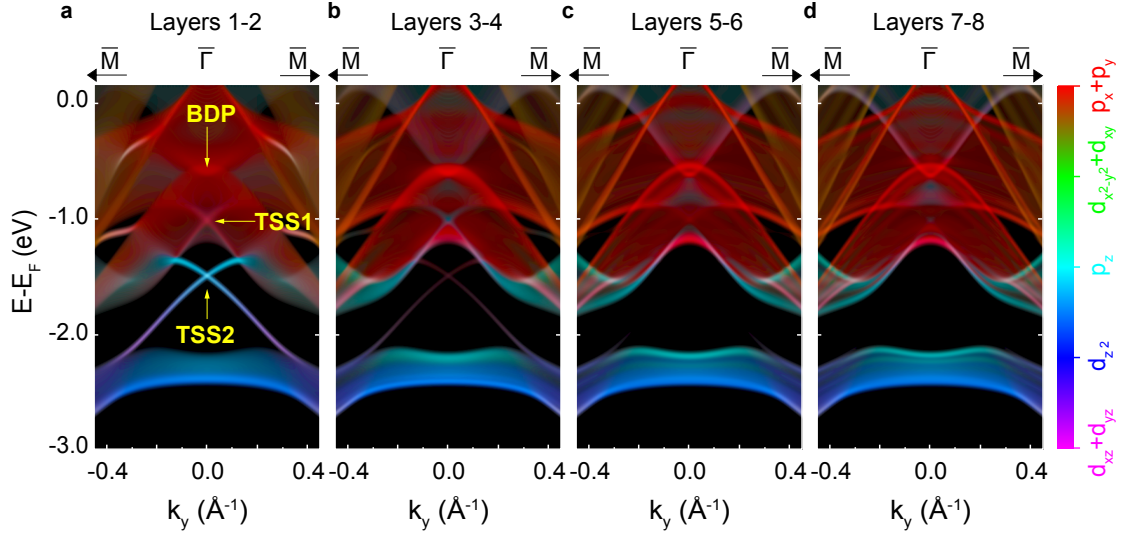 a Layers 1-2
b Layers 3-4
c Layers 5-6
d Layers 7-8
M̅ Γ̅ M̅
M̅ Γ̅ M̅
M̅ Γ̅ M̅
M̅ Γ̅ M̅
0.0
-1.0
-2.0
-3.0
E-E_F (eV)
BDP
TSS1
TSS2
-0.4 0.0 0.4
-0.4 0.0 0.4
-0.4 0.0 0.4
-0.4 0.0 0.4
k_y (Å⁻¹)
k_y (Å⁻¹)
k_y (Å⁻¹)
k_y (Å⁻¹)
p_x+p_y
d_x²-y²+d_xy
p_z
d_z²
d_xz+d_yz